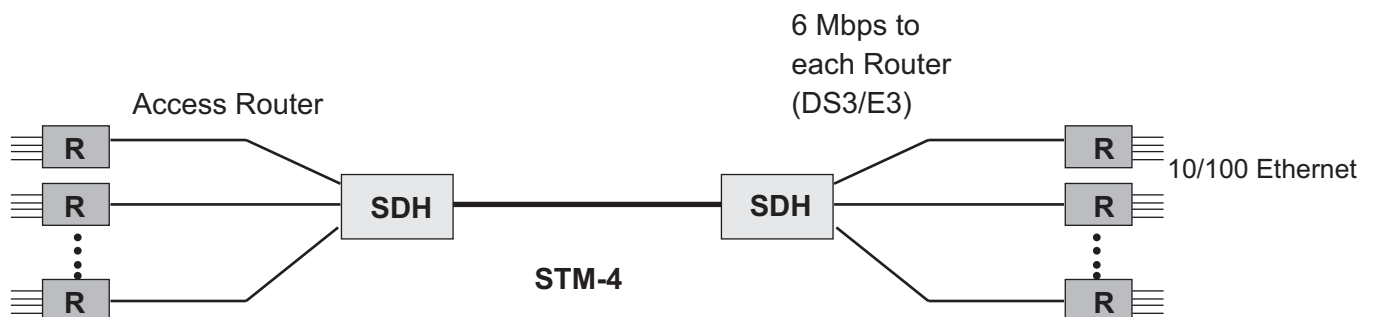 6 Mbps to
each Router
(DS3/E3)
Access Router
R
R
10/100 Ethernet
R
R
SDH
SDH
STM-4
R
R